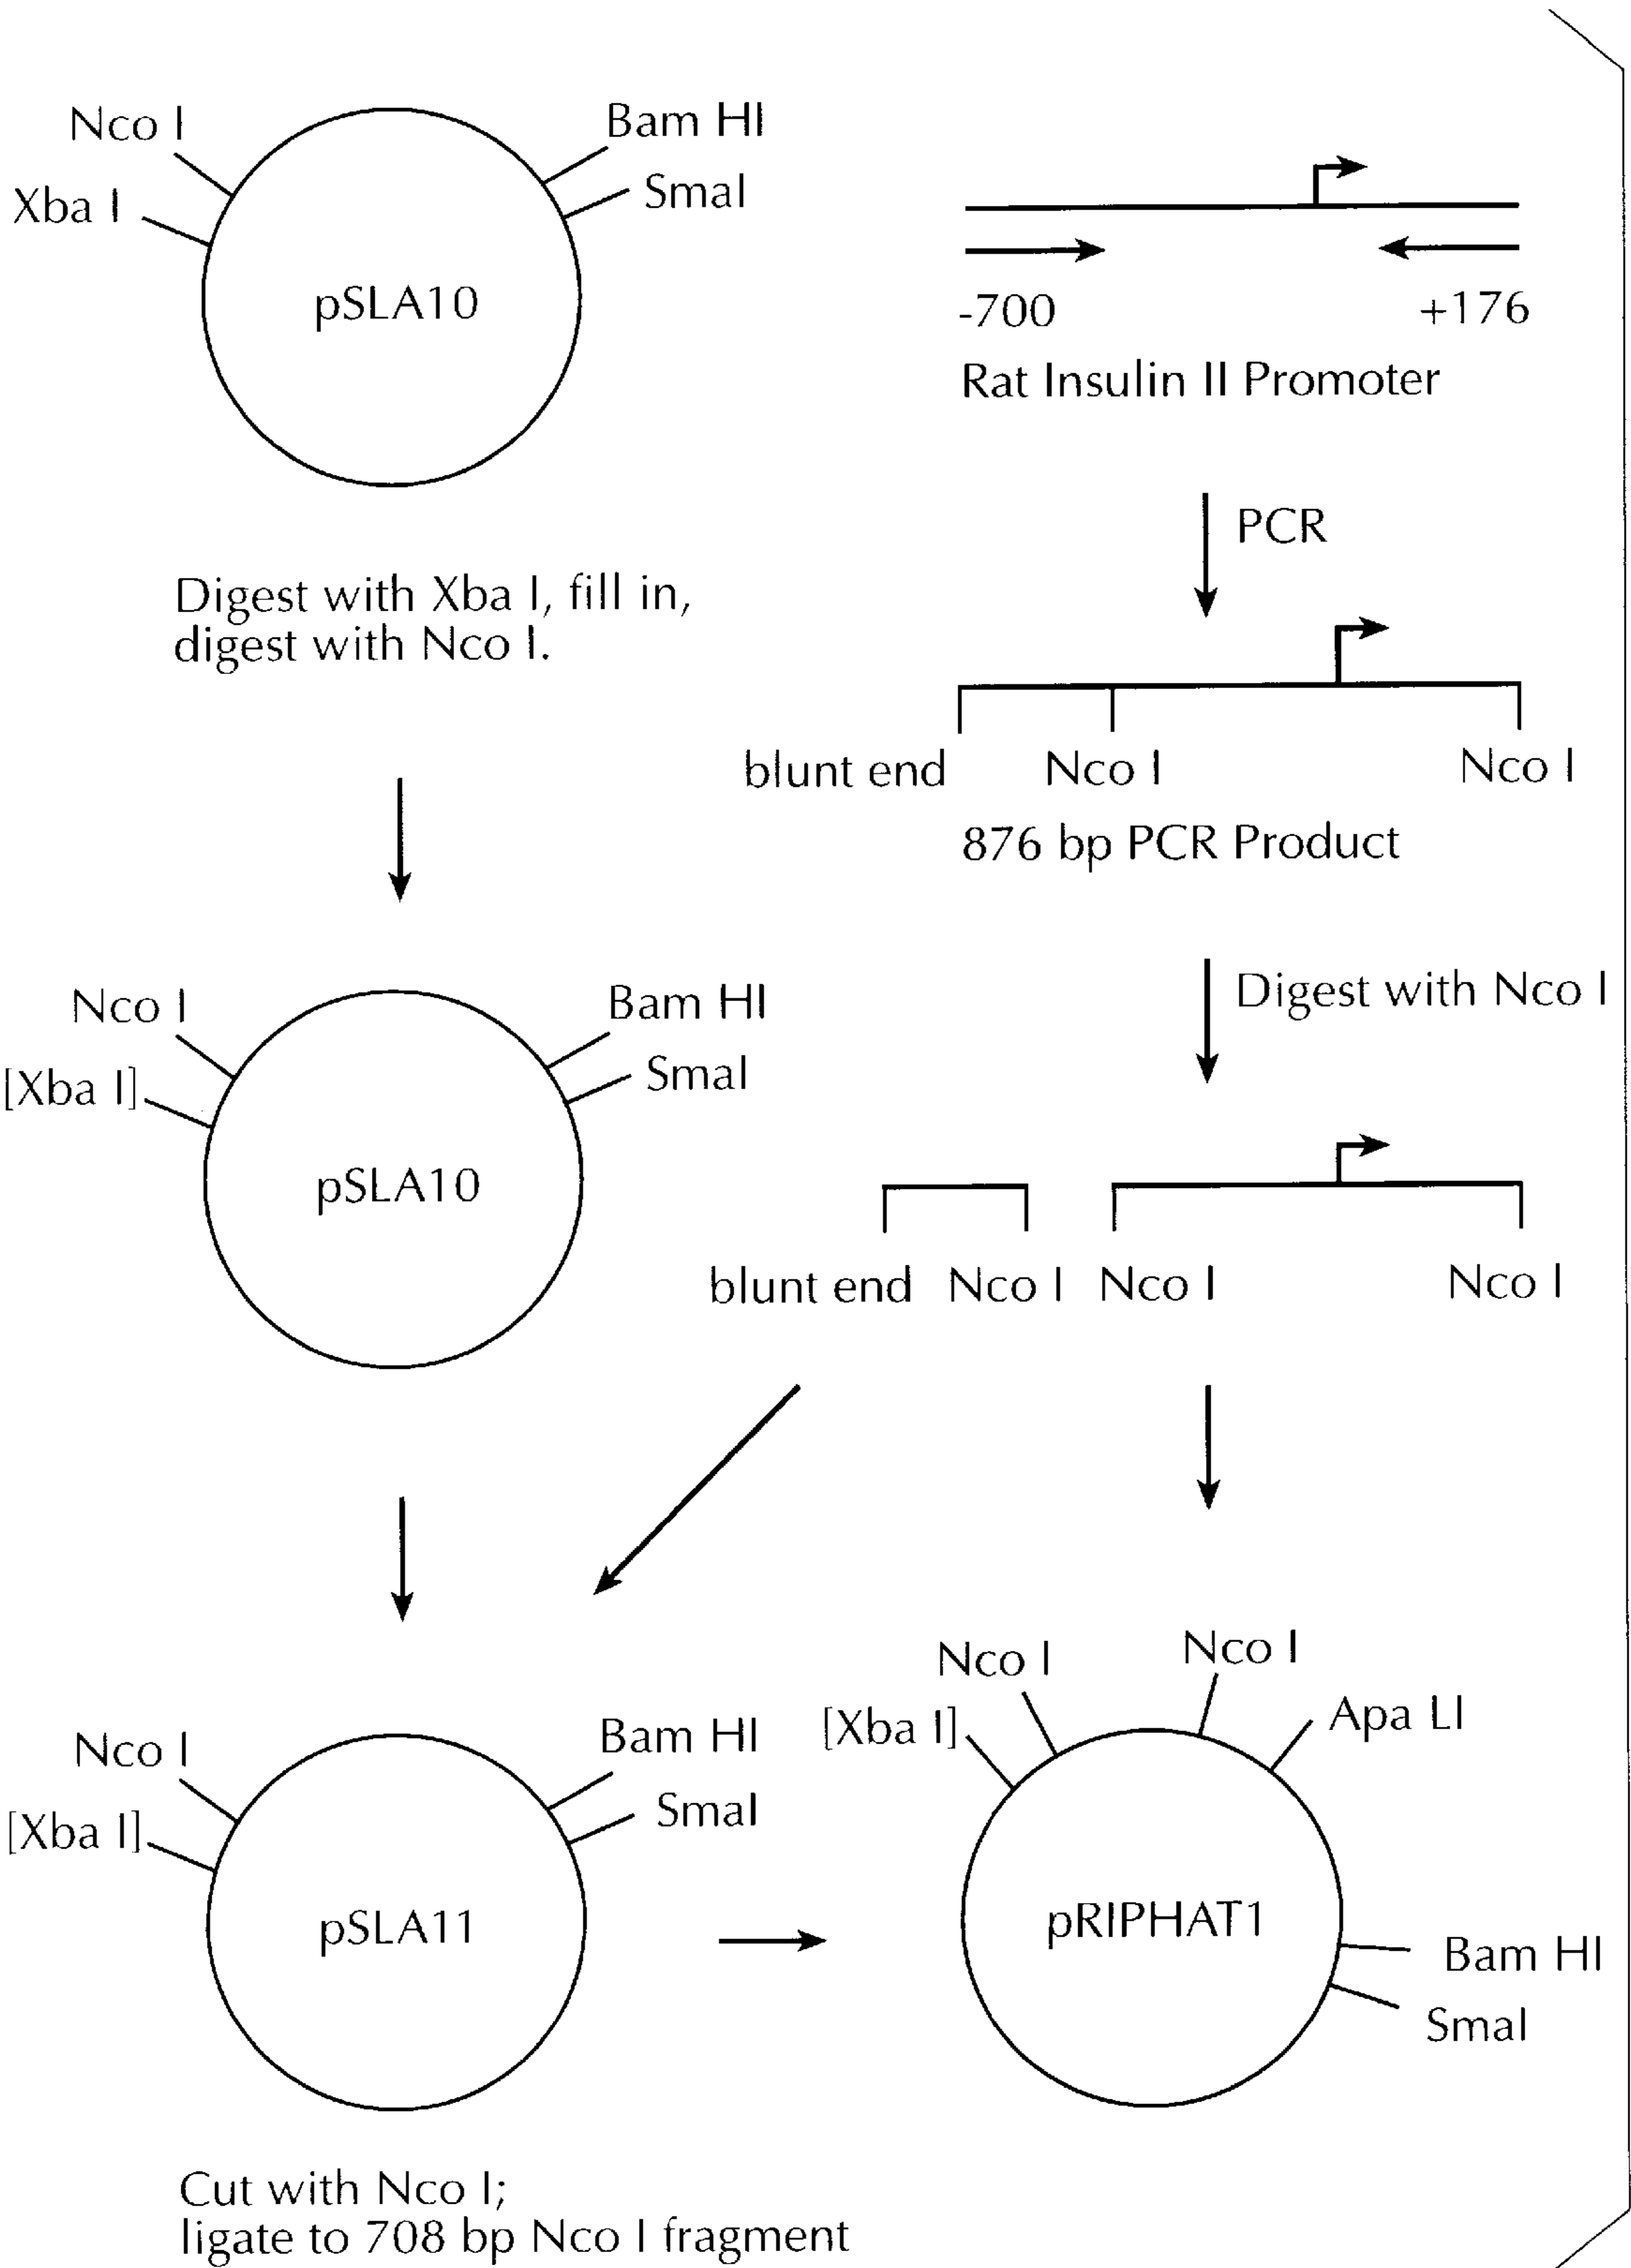 Nco I
Xba I
Bam HI
SmaI
pSLA10
Digest with Xba I, fill in,
digest with Nco I.
-700
+176
Rat Insulin II Promoter
PCR
blunt end
Nco I
Nco I
876 bp PCR Product
Digest with Nco I
Nco I
[Xba I]
Bam HI
SmaI
pSLA10
blunt end
Nco I
Nco I
Nco I
Nco I
[Xba I]
Bam HI
SmaI
pSLA11
Cut with Nco I;
ligate to 708 bp Nco I fragment
Nco I
[Xba I]
Nco I
Apa LI
pRIPHAT1
Bam HI
SmaI